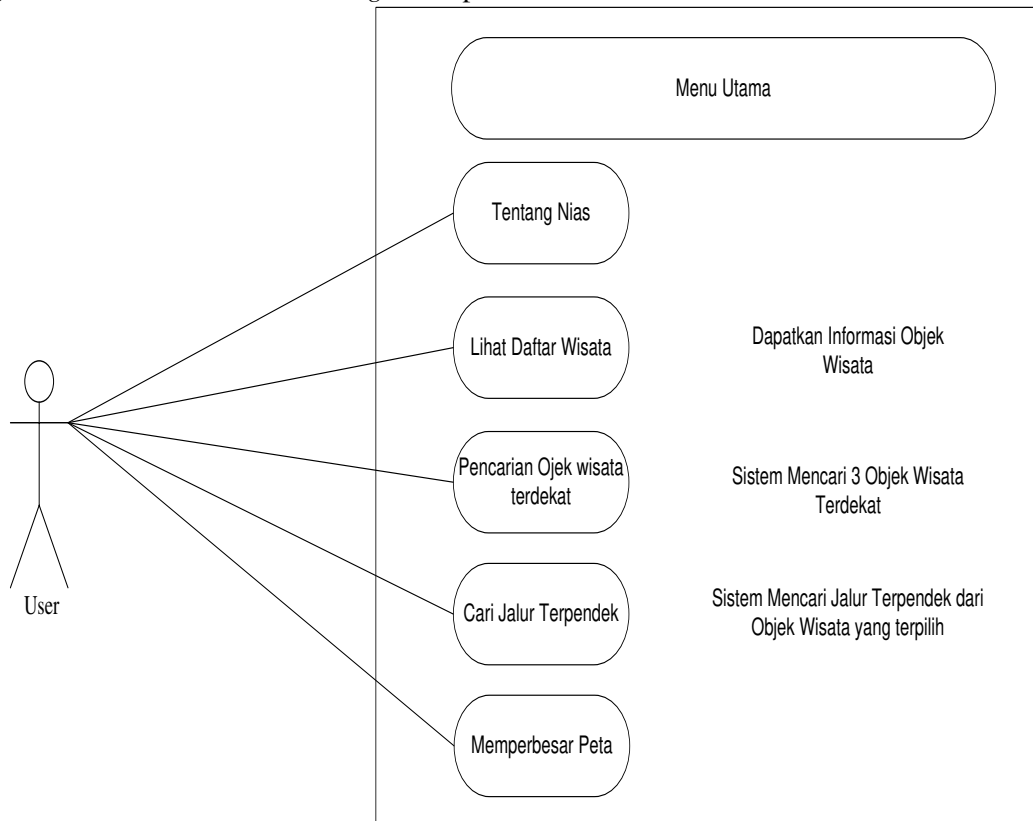 Menu Utama
Tentang Nias
Lihat Daftar Wisata
Dapatkan Informasi Objek
Wisata
Pencarian Ojek wisata
terdekat
Sistem Mencari 3 Objek Wisata
Terdekat
Cari Jalur Terpendek
Sistem Mencari Jalur Terpendek dari
Objek Wisata yang terpilih
Memperbesar Peta
User